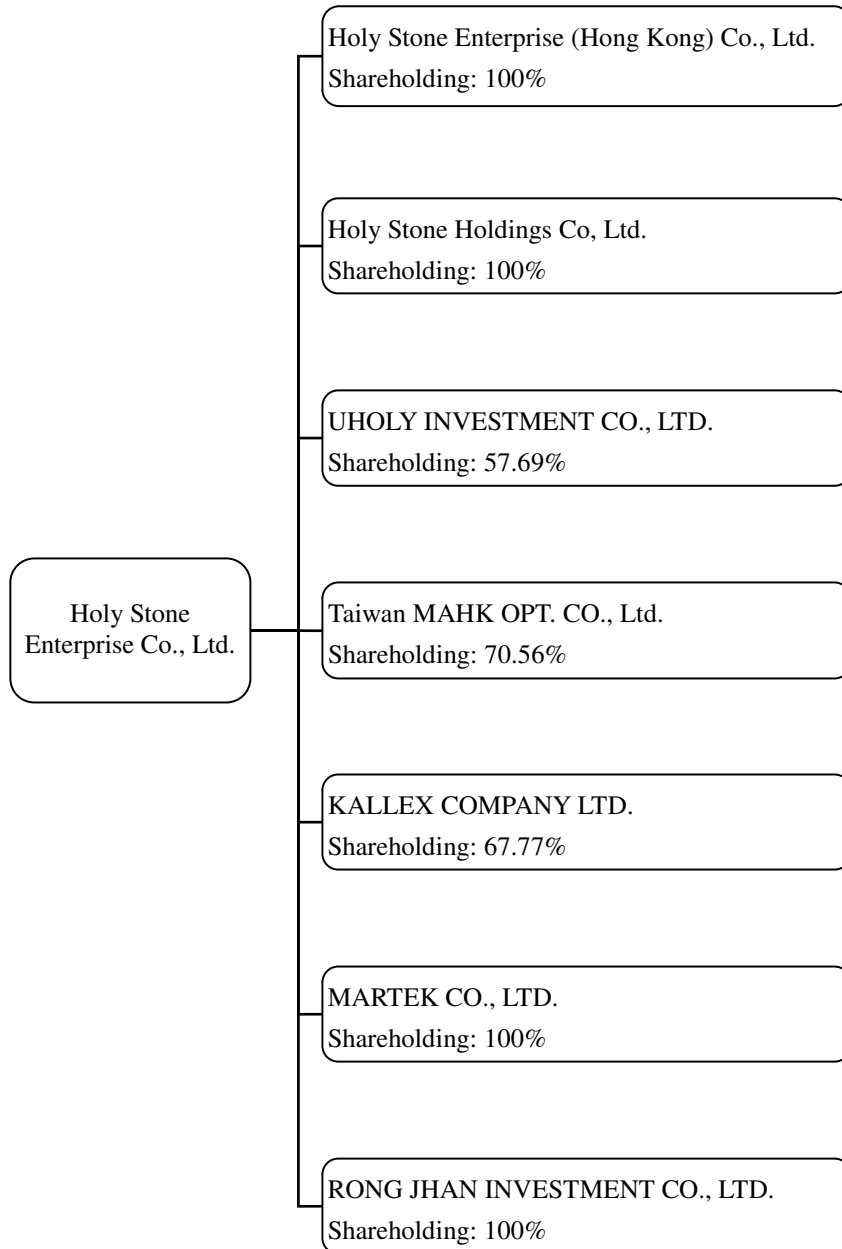 Holy Stone Enterprise (Hong Kong) Co., Ltd.
Shareholding: 100%
Holy Stone Holdings Co, Ltd.
Shareholding: 100%
UHOLY INVESTMENT CO., LTD.
Shareholding: 57.69%
Holy Stone
Enterprise Co., Ltd.
Taiwan MAHK OPT. CO., Ltd.
Shareholding: 70.56%
KALLEX COMPANY LTD.
Shareholding: 67.77%
MARTEK CO., LTD.
Shareholding: 100%
RONG JHAN INVESTMENT CO., LTD.
Shareholding: 100%